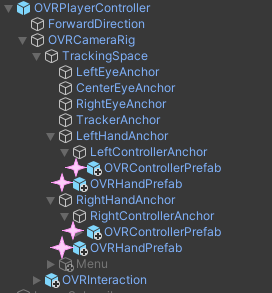 OVRPlayerController
ForwardDirection
OVRCameraRig
TrackingSpace
LeftEyeAnchor
CenterEyeAnchor
RightEyeAnchor
TrackerAnchor
LeftHandAnchor
LeftControllerAnchor
OVRControllerPrefab
OVRHandPrefab
RightHandAnchor
RightControllerAnchor
OVRControllerPrefab
OVRHandPrefab
Menu
OVRInteraction